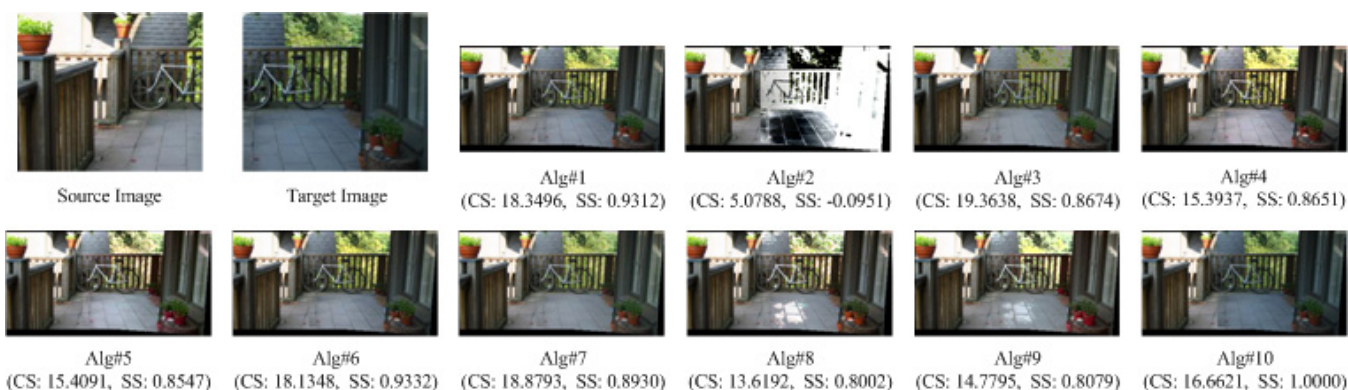 Source Image
Target Image
Alg#1
(CS: 18.3496, SS: 0.9312)
Alg#2
(CS: 5.0788, SS: -0.0951)
Alg#3
(CS: 19.3638, SS: 0.8674)
Alg#4
(CS: 15.3937, SS: 0.8651)
Alg#5
(CS: 15.4091, SS: 0.8547)
Alg#6
(CS: 18.1348, SS: 0.9332)
Alg#7
(CS: 18.8793, SS: 0.8930)
Alg#8
(CS: 13.6192, SS: 0.8002)
Alg#9
(CS: 14.7795, SS: 0.8079)
Alg#10
(CS: 16.6621, SS: 1.0000)